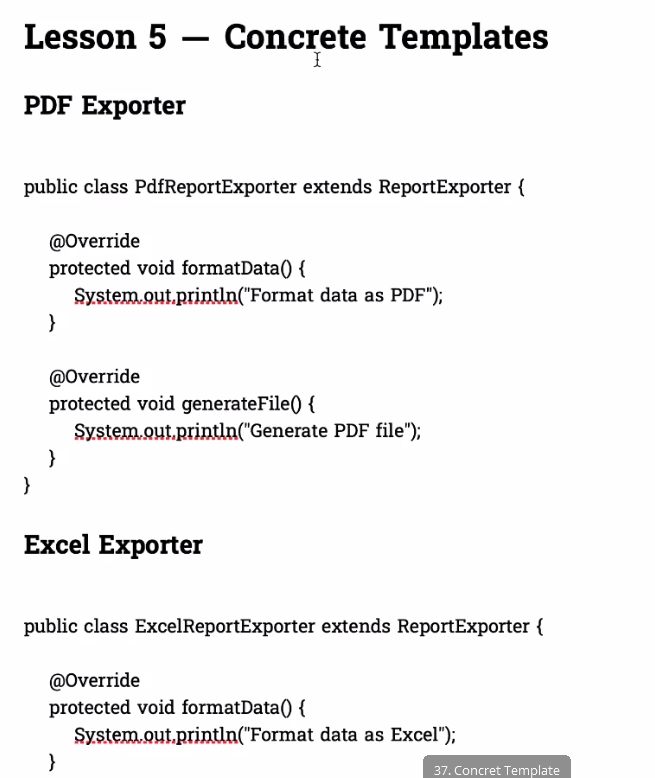 Lesson 5 — Concrete Templates
PDF Exporter
public class PdfReportExporter extends ReportExporter {
@Override
protected void formatData() {
System.out.println("Format data as PDF");
}
@Override
protected void generateFile() {
System.out.println("Generate PDF file");
}
}
Excel Exporter
public class ExcelReportExporter extends ReportExporter {
@Override
protected void formatData() {
System.out.println("Format data as Excel");
}
37. Concret Template